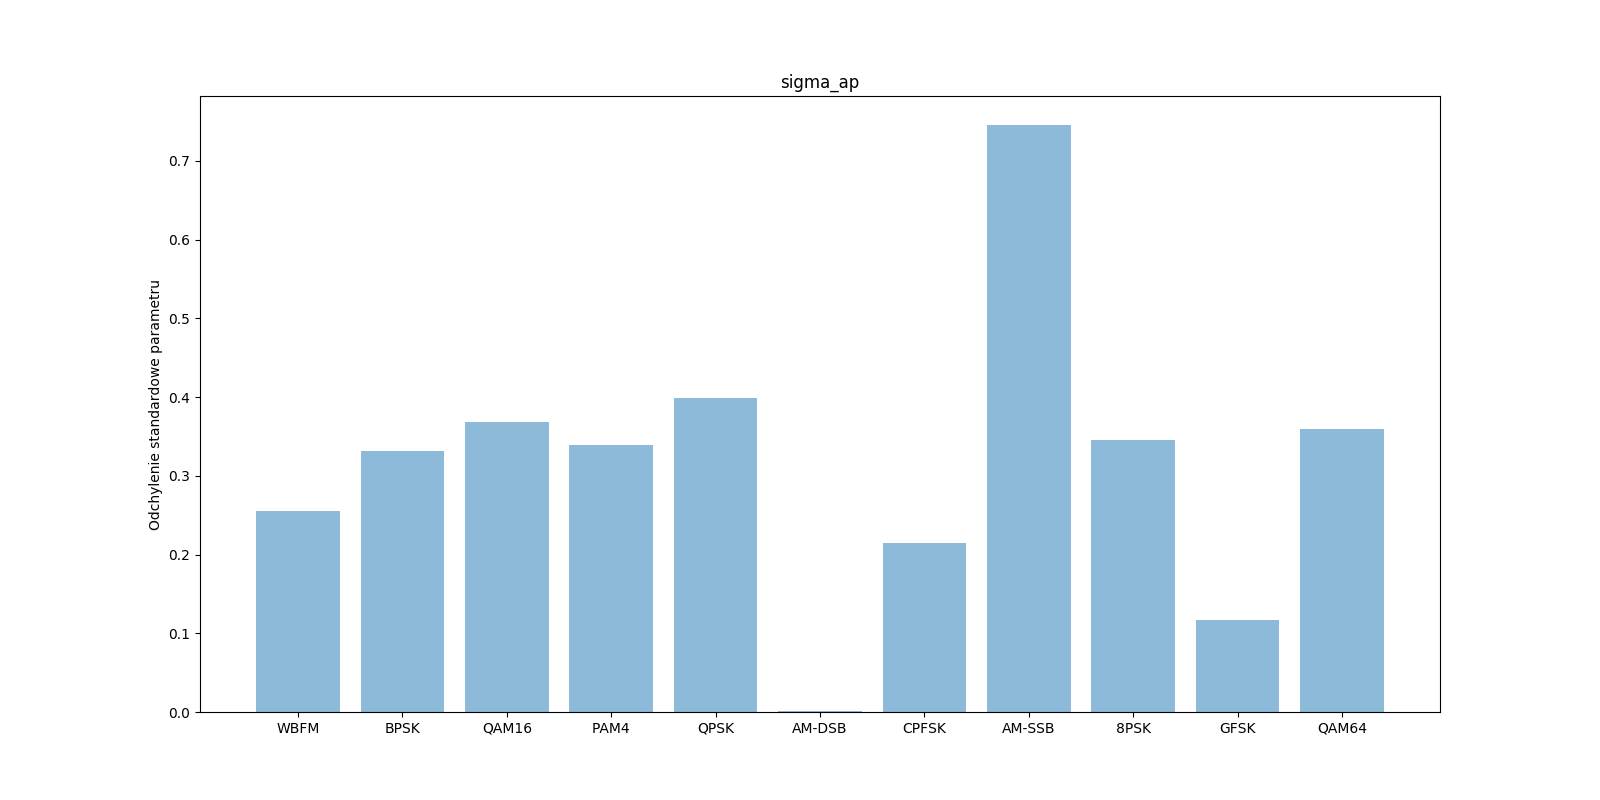 sigma_ap
Odchylenie standardowe parametru
0.7
0.6
0.5
0.4
0.3
0.2
0.1
0.0
WBFM BPSK QAM16 PAM4 QPSK AM-DSB CPFSK AM-SSB 8PSK GFSK QAM64